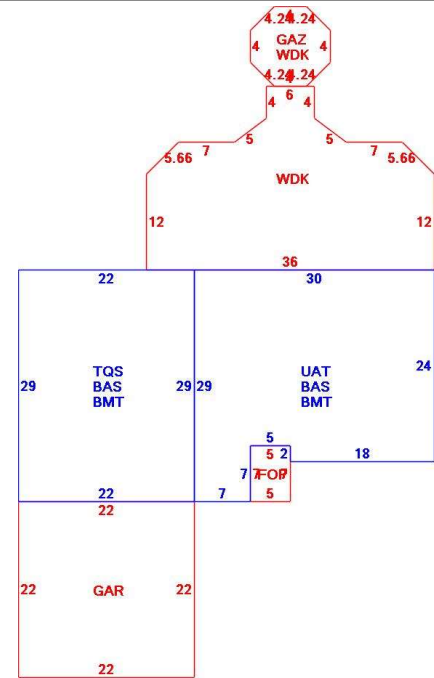 4
4.24 4.24
4 GAZ 4
WDK
4.24 4.24
4
6
4 4
5 5
7 7
5.66 5.66
WDK
12 12
36
22 30
TQS UAT
BAS BAS
BMT BMT
29 29 29 24
5
5 2 18
7 7 FOP 7
22 7 5
22
22 GAR 22
22